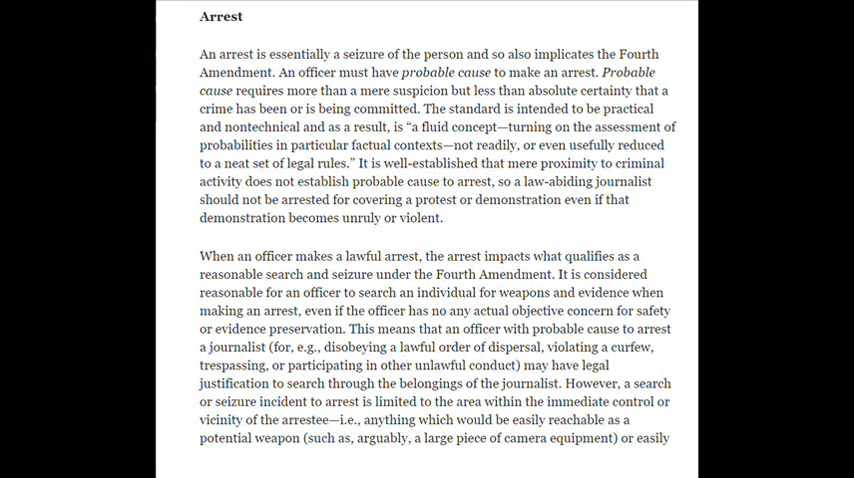 Arrest
An arrest is essentially a seizure of the person and so also implicates the Fourth
Amendment. An officer must have probable cause to make an arrest. Probable
cause requires more than a mere suspicion but less than absolute certainty that a
crime has been or is being committed. The standard is intended to be practical
and nontechnical and as a result, is “a fluid concept—turning on the assessment of
probabilities in particular factual contexts—not readily, or even usefully reduced
to a neat set of legal rules.” It is well-established that mere proximity to criminal
activity does not establish probable cause to arrest, so a law-abiding journalist
should not be arrested for covering a protest or demonstration even if that
demonstration becomes unruly or violent.
When an officer makes a lawful arrest, the arrest impacts what qualifies as a
reasonable search and seizure under the Fourth Amendment. It is considered
reasonable for an officer to search an individual for weapons and evidence when
making an arrest, even if the officer has no any actual objective concern for safety
or evidence preservation. This means that an officer with probable cause to arrest
a journalist (for, e.g., disobeying a lawful order of dispersal, violating a curfew,
trespassing, or participating in other unlawful conduct) may have legal
justification to search through the belongings of the journalist. However, a search
or seizure incident to arrest is limited to the area within the immediate control or
vicinity of the arrestee—i.e., anything which would be easily reachable as a
potential weapon (such as, arguably, a large piece of camera equipment) or easily